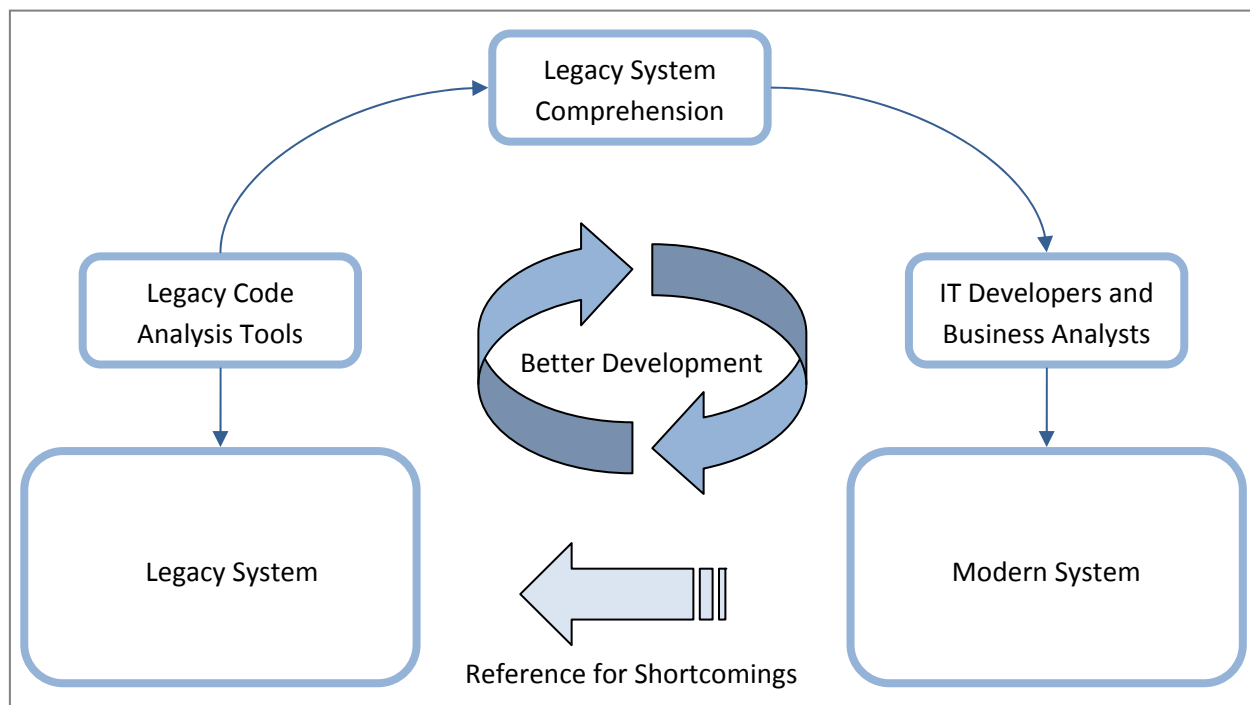 Legacy System
Comprehension
Legacy Code
Analysis Tools
IT Developers and
Business Analysts
Better Development
Legacy System
Modern System
Reference for Shortcomings